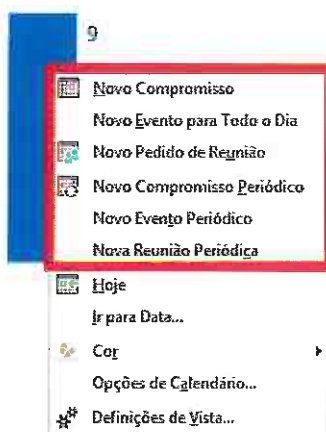 9
Novo Compromisso
Novo Evento para Todo o Dia
Novo Pedido de Reunião
Novo Compromisso Periódico
Novo Evento Periódico
Nova Reunião Periódica
Hoje
Ir para Data...
Cor
Opções de Calendário...
Definições de Vista...